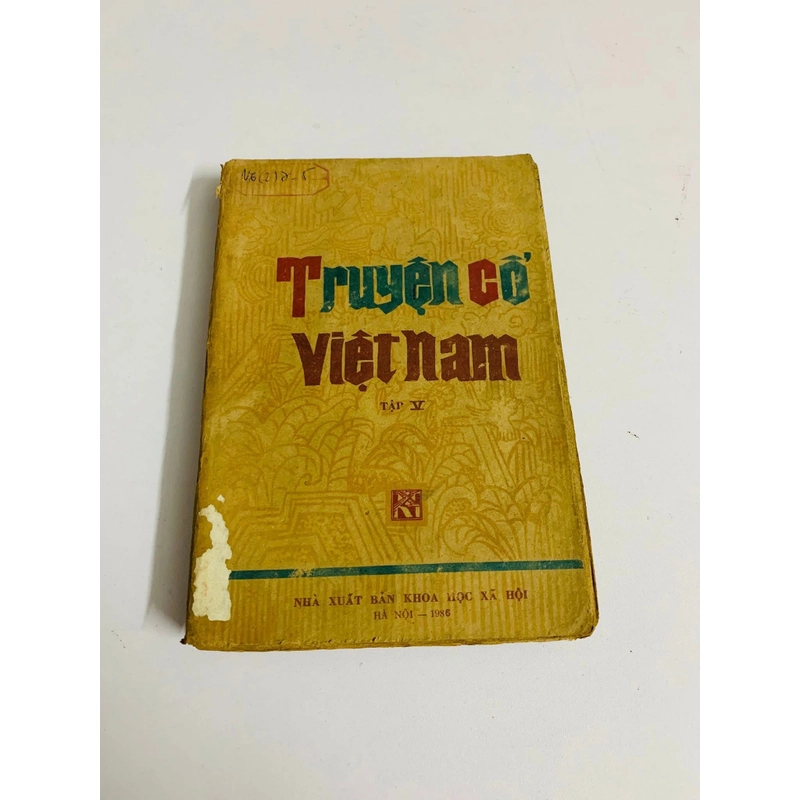 Truyện cổ
Việt nam
TẬP V
NHÀ XUẤT BẢN KHOA HỌC XÃ HỘI
HÀ NỘI — 1986